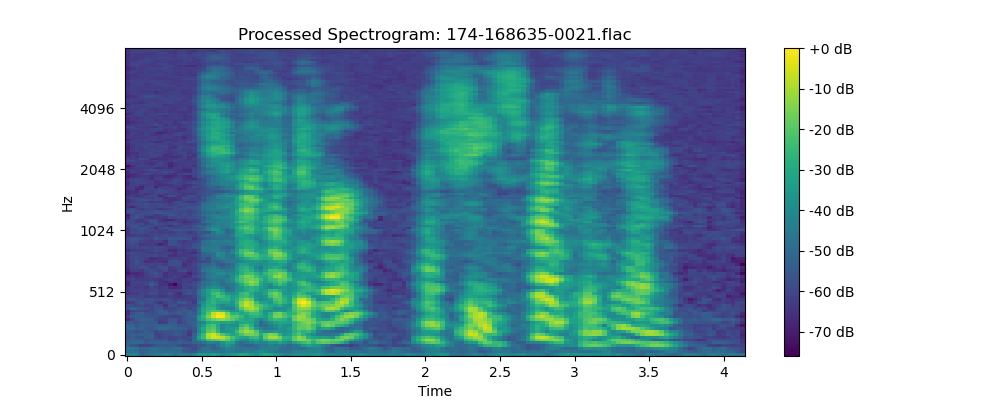 Processed Spectrogram: 174-168635-0021.flac
Hz
4096
2048
1024
512
0
0
0.5
1
1.5
2
2.5
3
3.5
4
Time
+0 dB
-10 dB
-20 dB
-30 dB
-40 dB
-50 dB
-60 dB
-70 dB